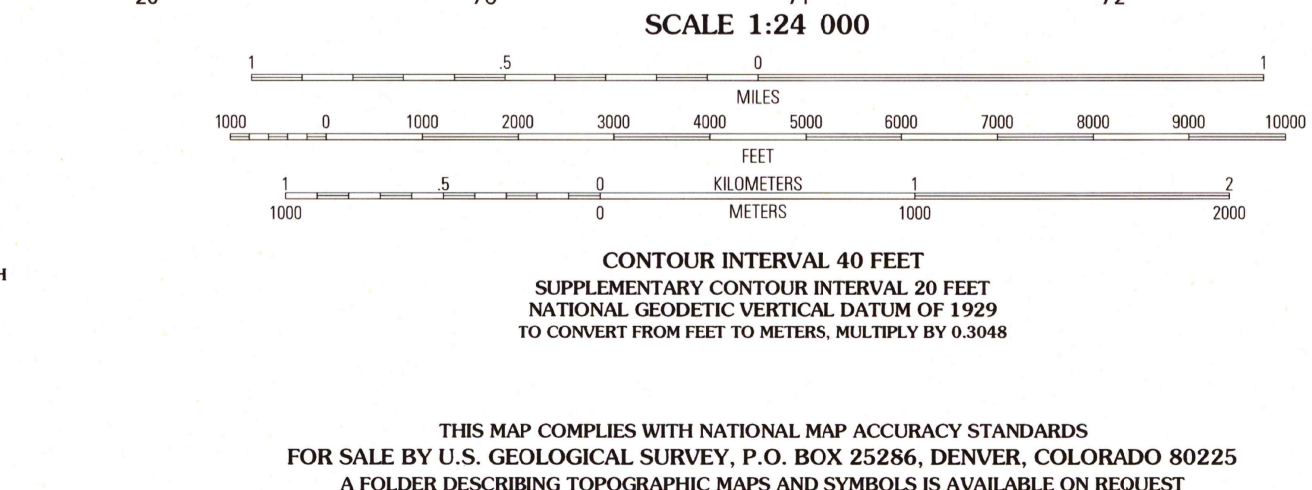 SCALE 1:24 000
1 .5 0 1
MILES
1000 0 1000 2000 3000 4000 5000 6000 7000 8000 9000 10000
FEET
1 .5 0 KILOMETERS 1 2
1000 0 METERS 1000 2000
CONTOUR INTERVAL 40 FEET
SUPPLEMENTARY CONTOUR INTERVAL 20 FEET
NATIONAL GEODETIC VERTICAL DATUM OF 1929
TO CONVERT FROM FEET TO METERS, MULTIPLY BY 0.3048
THIS MAP COMPLIES WITH NATIONAL MAP ACCURACY STANDARDS
FOR SALE BY U.S. GEOLOGICAL SURVEY, P.O. BOX 25286, DENVER, COLORADO 80225
A FOLDER DESCRIBING TOPOGRAPHIC MAPS AND SYMBOLS IS AVAILABLE ON REQUEST